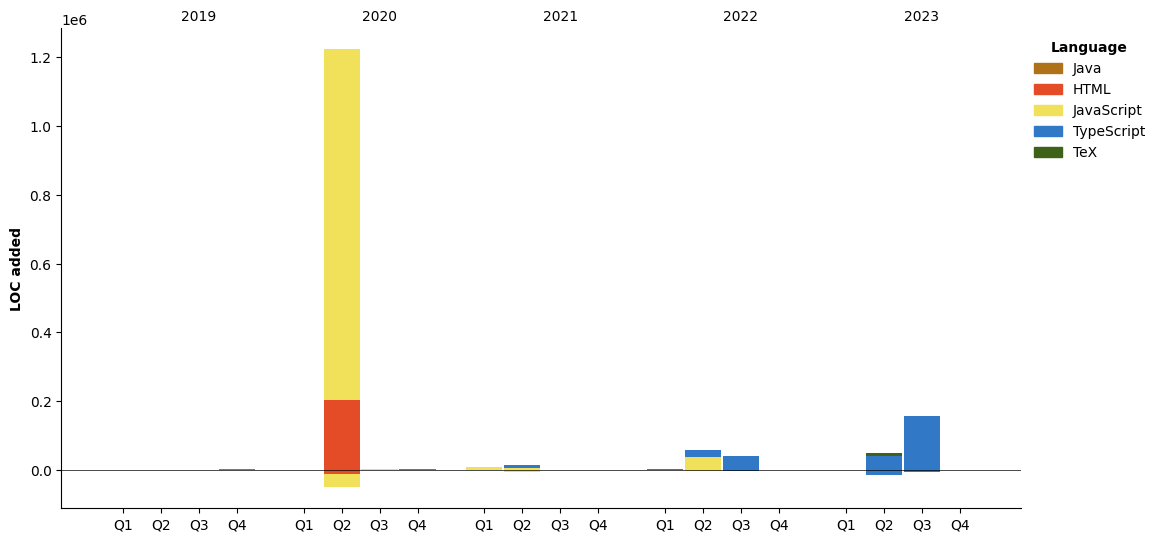 1e6
2019 2020 2021 2022 2023
Language
Java
HTML
JavaScript
TypeScript
TeX
LOC added
1.2
1.0
0.8
0.6
0.4
0.2
0.0
Q1 Q2 Q3 Q4 Q1 Q2 Q3 Q4 Q1 Q2 Q3 Q4 Q1 Q2 Q3 Q4 Q1 Q2 Q3 Q4